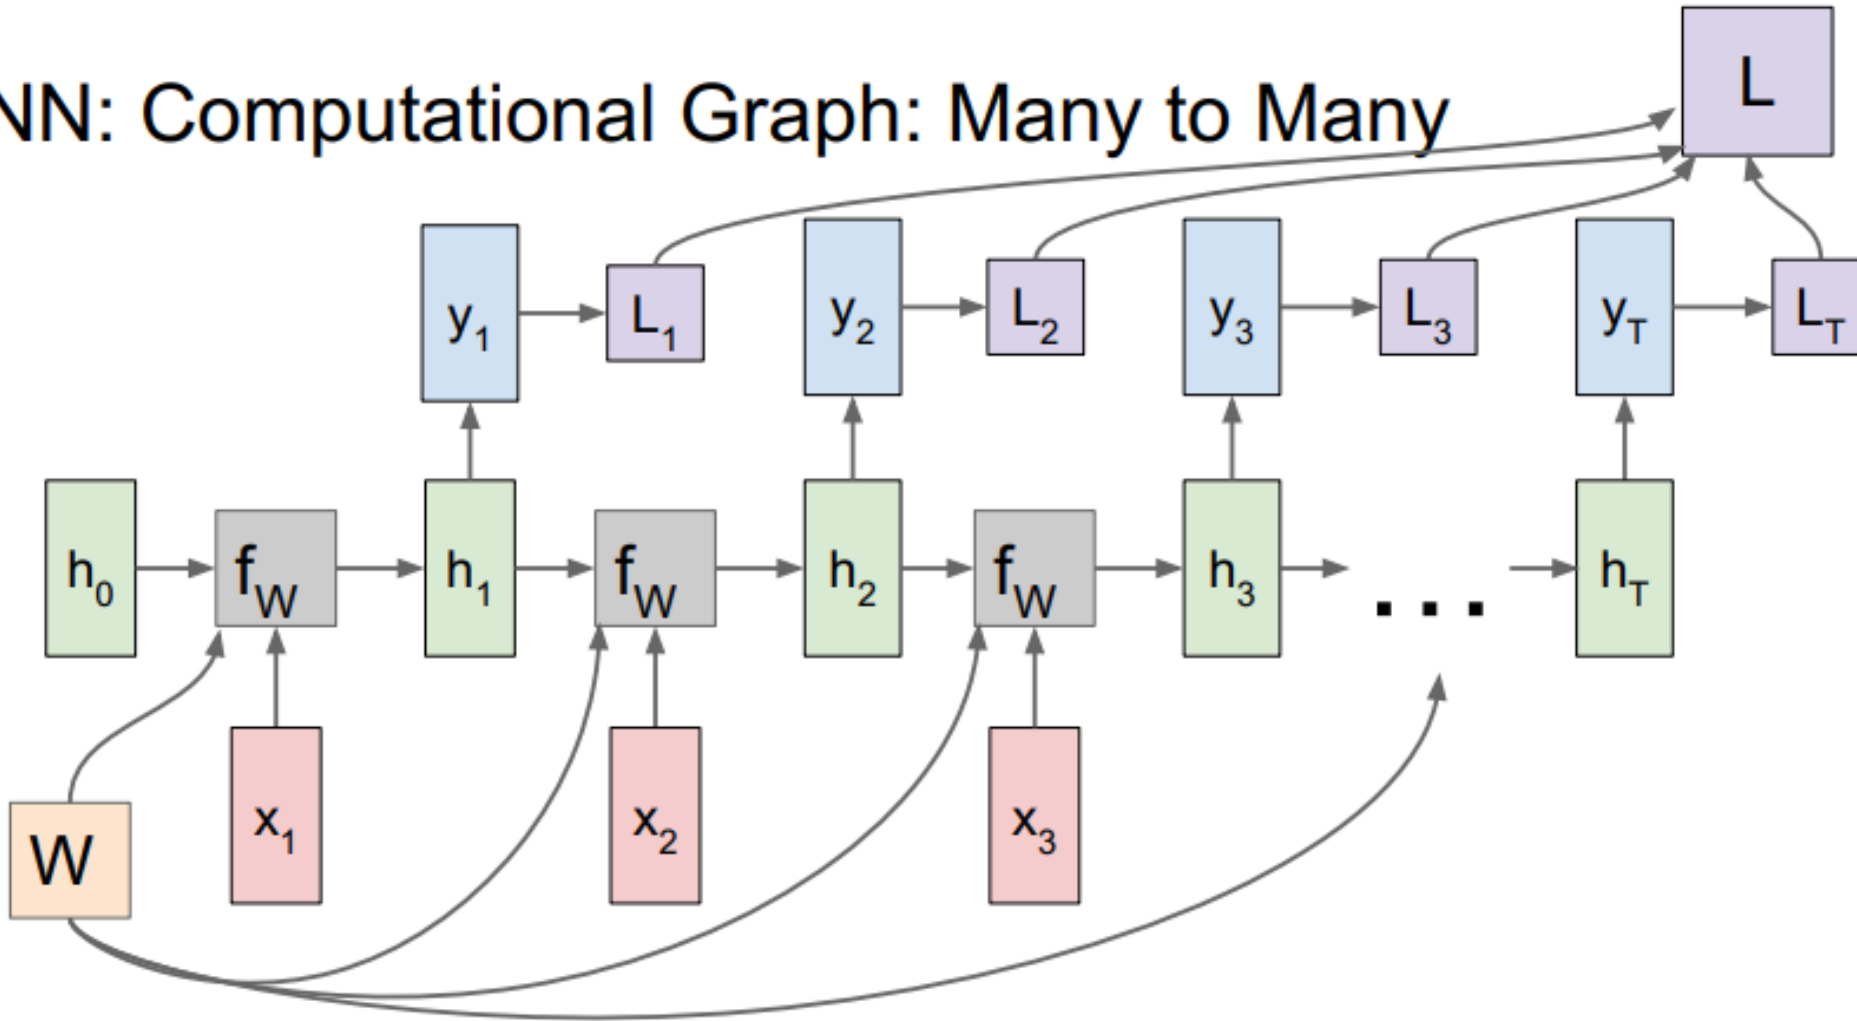 NN: Computational Graph: Many to Many
L
y1 L1 y2 L2 y3 L3 yT LT
h0 fW h1 fW h2 fW h3 ... hT
x1 x2 x3
W